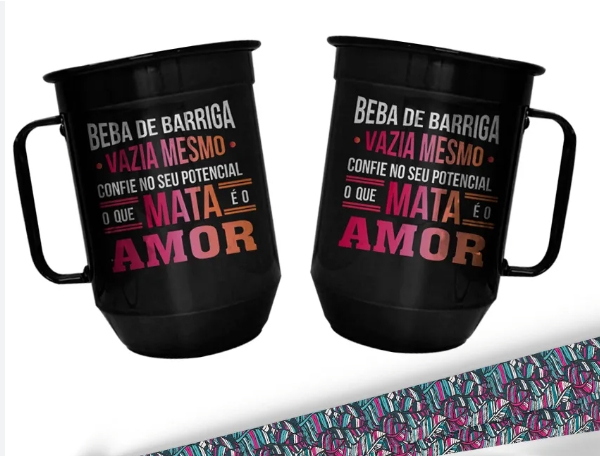 BEBA DE BARRIGA
• VAZIA MESMO •
CONFIE NO SEU POTENCIAL
O QUE MATA É O
AMOR
BEBA DE BARRIGA
• VAZIA MESMO •
CONFIE NO SEU POTENCIAL
O QUE MATA É O
AMOR